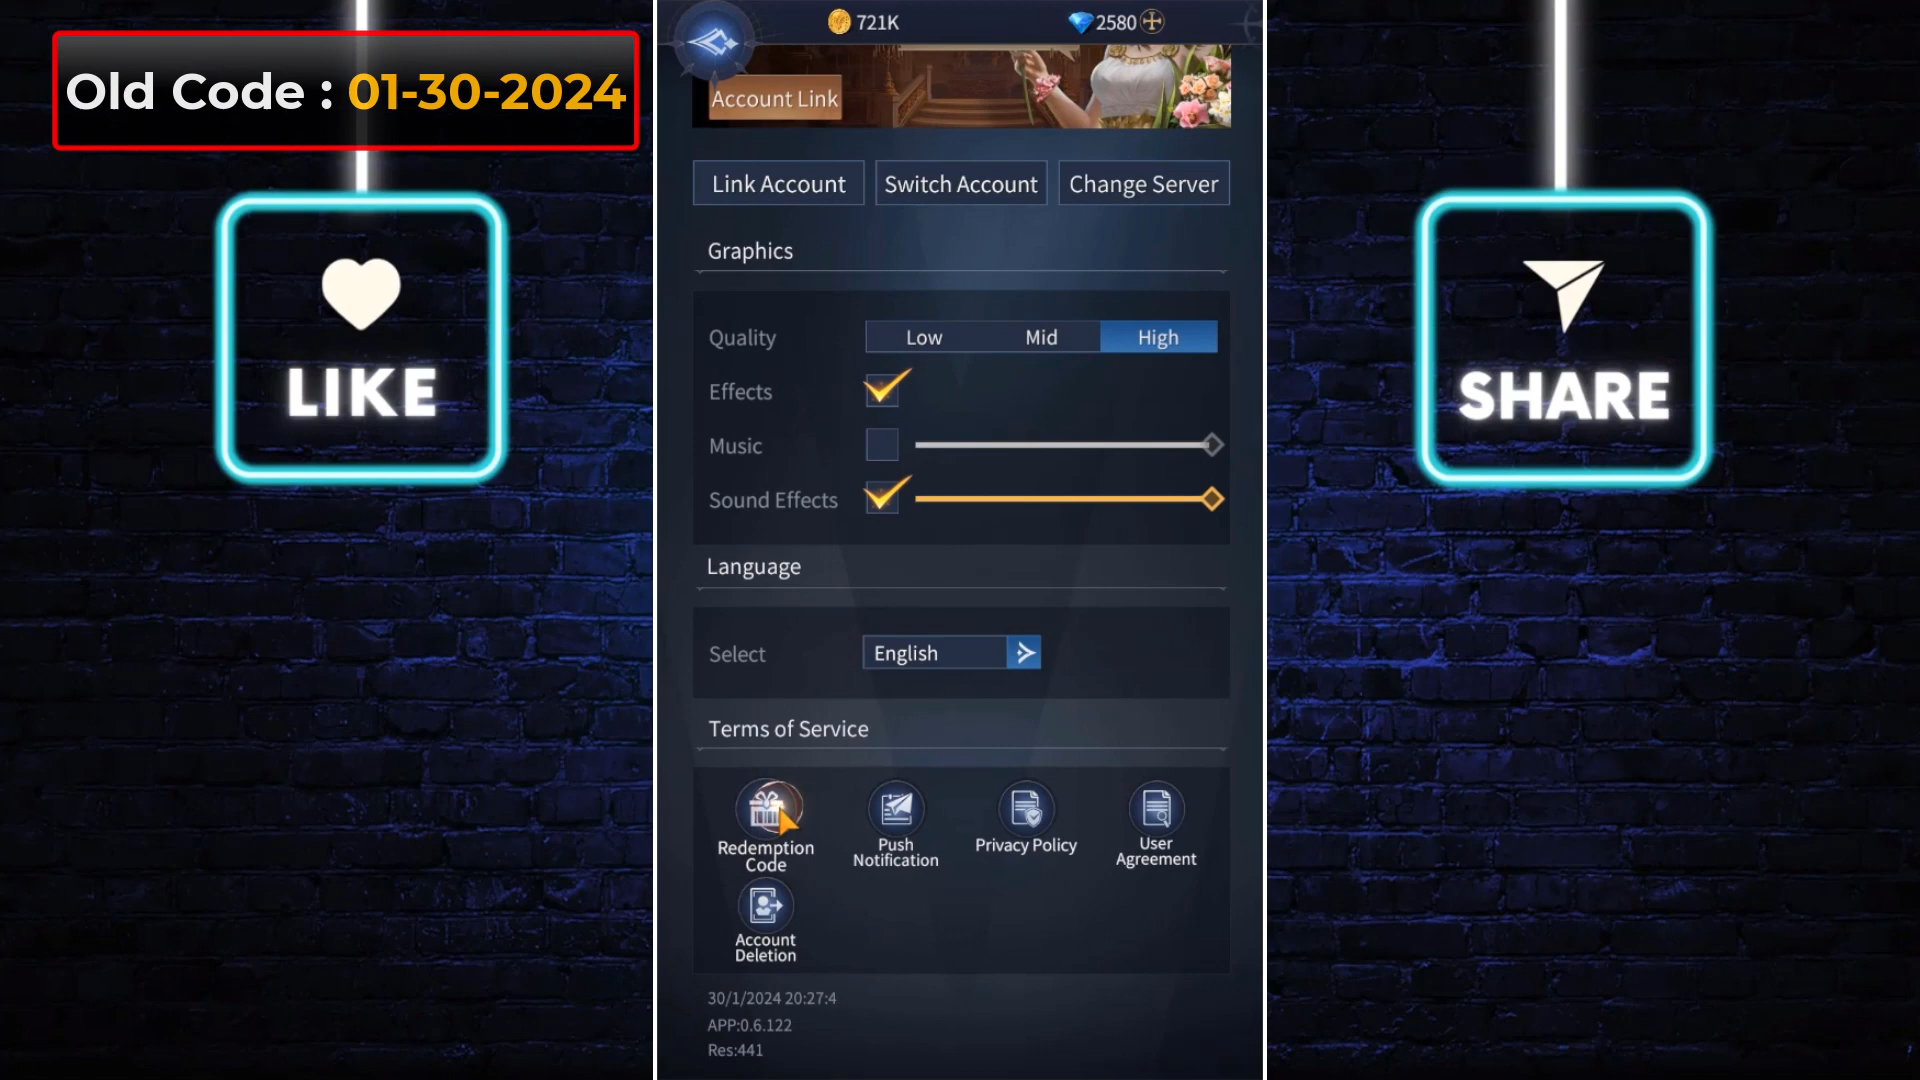 Old Code : 01-30-2024
LIKE
721K
2580
Account Link
Link Account
Switch Account
Change Server
Graphics
Quality
Low
Mid
High
Effects
Music
Sound Effects
Language
Select
English
Terms of Service
Redemption
Code
Push
Notification
Privacy Policy
User
Agreement
Account
Deletion
30/1/2024 20:27:4
APP:0.6.122
Res:441
SHARE